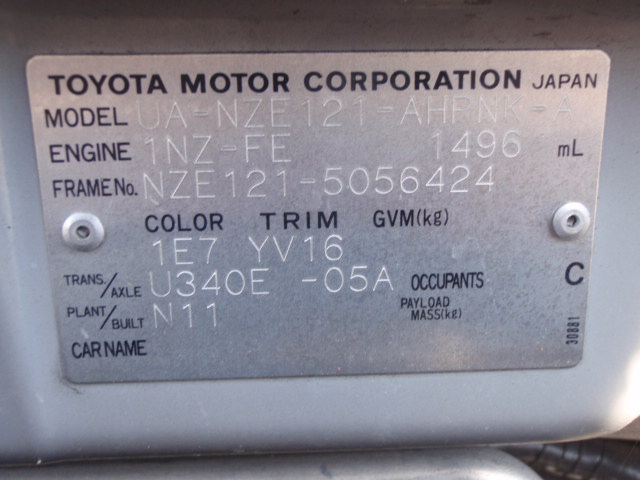 TOYOTA MOTOR CORPORATION JAPAN
MODEL UA-NZE121-AHPNK-A
ENGINE 1NZ-FE 1496 mL
FRAME No. NZE121-5056424
COLOR TRIM GVM(kg)
1E7 YV16
TRANS/AXLE U340E -05A OCCUPANTS C
PLANT/BUILT N11 PAYLOAD MASS(kg)
CAR NAME
30881